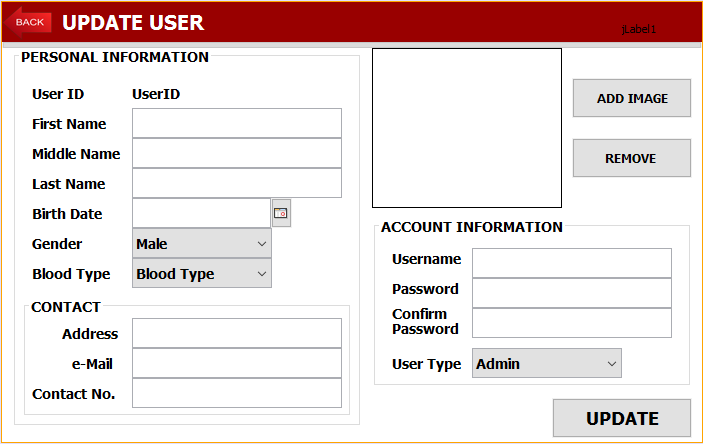 BACK
UPDATE USER
jLabel1
PERSONAL INFORMATION
User ID UserID
First Name
Middle Name
Last Name
Birth Date
Gender Male
Blood Type Blood Type
CONTACT
Address
e-Mail
Contact No.
ADD IMAGE
REMOVE
ACCOUNT INFORMATION
Username
Password
Confirm
Password
User Type Admin
UPDATE